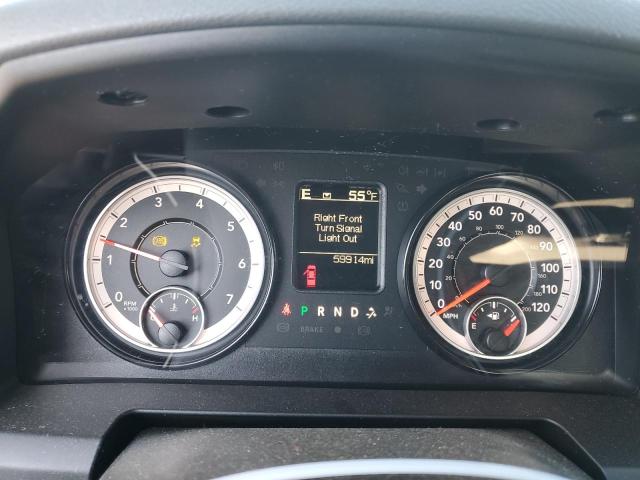 E 55°F
Right Front
Turn Signal
Light Out
59914mi
P R N D
BRAKE
0 1 2 3 4 5 6 7
RPM
x1000
H
0 10 20 30 40 50 60 70 80 90 100 110 120
MPH
E